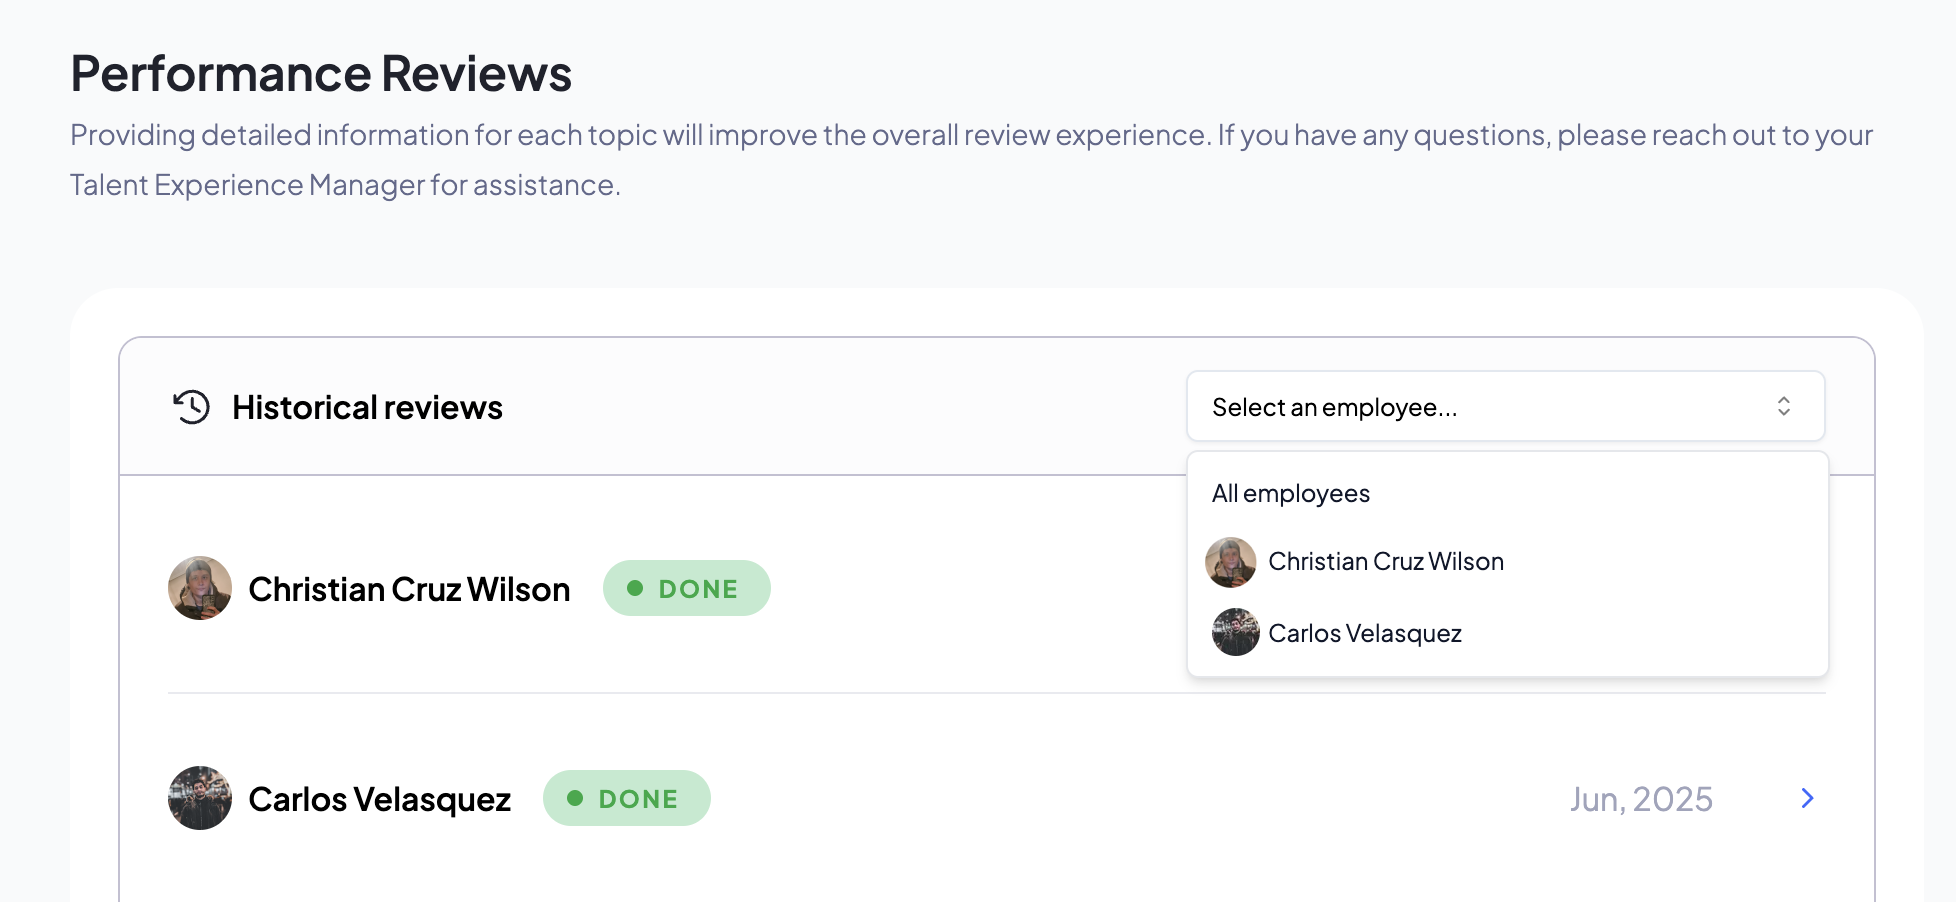 Performance Reviews
Providing detailed information for each topic will improve the overall review experience. If you have any questions, please reach out to your
Talent Experience Manager for assistance.
Historical reviews
Select an employee...
All employees
Christian Cruz Wilson
Carlos Velasquez
Christian Cruz Wilson
DONE
Carlos Velasquez
DONE
Jun, 2025